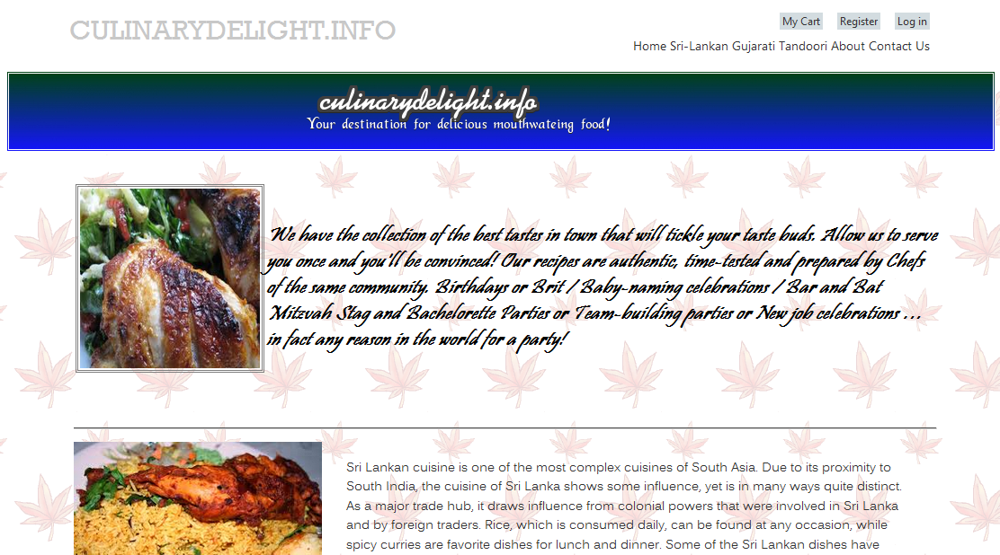 CULINARYDELIGHT.INFO
My Cart Register Log in
Home Sri-Lankan Gujarati Tandoori About Contact Us
culinarydelight.info
Your destination for delicious mouthwateing food!
We have the collection of the best tastes in town that will tickle your taste buds. Allow us to serve
you once and you'll be convinced! Our recipes are authentic, time-tested and prepared by Chefs
of the same community. Birthdays or Brit / Baby-naming celebrations / Bar and Bat
Mitzvah Stag and Bachelorette Parties or Team-building parties or New job celebrations ...
in fact any reason in the world for a party!
Sri Lankan cuisine is one of the most complex cuisines of South Asia. Due to its proximity to
South India, the cuisine of Sri Lanka shows some influence, yet is in many ways quite distinct.
As a major trade hub, it draws influence from colonial powers that were involved in Sri Lanka
and by foreign traders. Rice, which is consumed daily, can be found at any occasion, while
spicy curries are favorite dishes for lunch and dinner. Some of the Sri Lankan dishes have